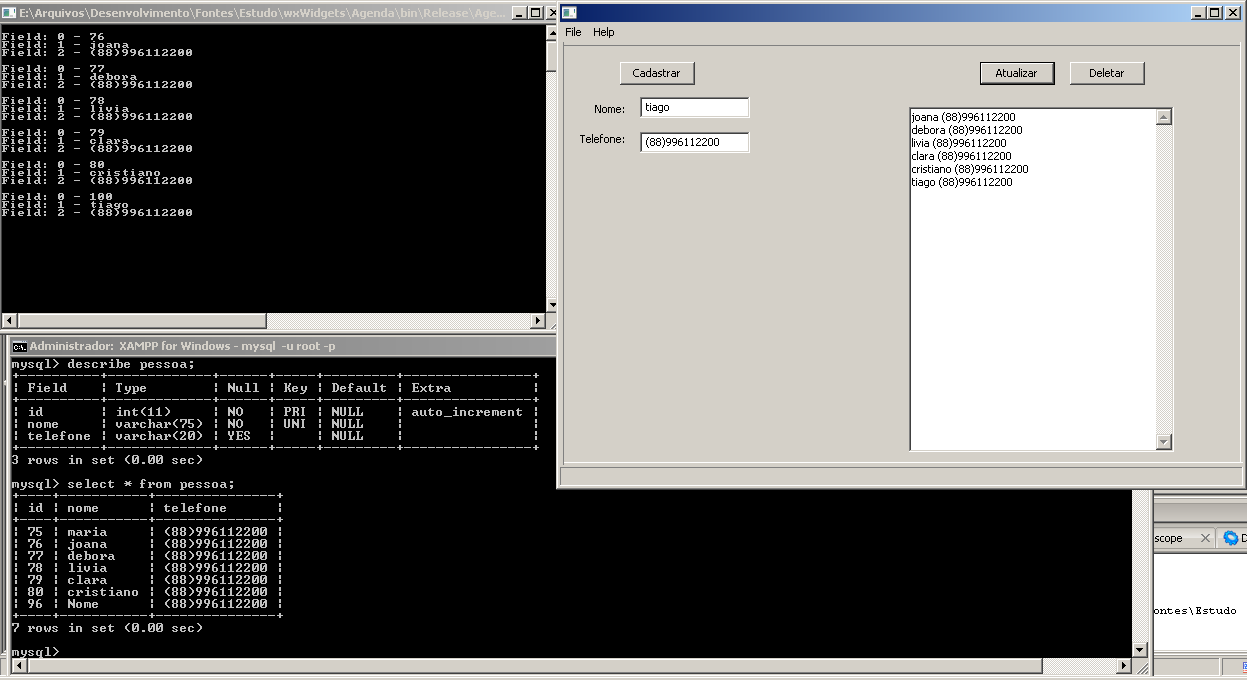 E:\Arquivos\Desenvolvimento\Fontes\Estudo\wxWidgets\Agenda\bin\Release\Age...
Field: 0 - 76
Field: 1 - joana
Field: 2 - (88)996112200
Field: 0 - 77
Field: 1 - debora
Field: 2 - (88)996112200
Field: 0 - 78
Field: 1 - livia
Field: 2 - (88)996112200
Field: 0 - 79
Field: 1 - clara
Field: 2 - (88)996112200
Field: 0 - 80
Field: 1 - cristiano
Field: 2 - (88)996112200
Field: 0 - 100
Field: 1 - tiago
Field: 2 - (88)996112200
File Help
Cadastrar Atualizar Deletar
Nome: tiago
Telefone: (88)996112200
joana (88)996112200
debora (88)996112200
livia (88)996112200
clara (88)996112200
cristiano (88)996112200
tiago (88)996112200
Administrador: XAMPP for Windows - mysql -u root -p
mysql> describe pessoa;
| Field | Type | Null | Key | Default | Extra |
| id | int(11) | NO | PRI | NULL | auto_increment |
| nome | varchar(75) | NO | UNI | NULL | |
| telefone | varchar(20) | YES | | NULL | |
3 rows in set (0.00 sec)
mysql> select * from pessoa;
| id | nome | telefone |
| 75 | maria | (88)996112200 |
| 76 | joana | (88)996112200 |
| 77 | debora | (88)996112200 |
| 78 | livia | (88)996112200 |
| 79 | clara | (88)996112200 |
| 80 | cristiano | (88)996112200 |
| 96 | Nome | (88)996112200 |
7 rows in set (0.00 sec)
mysql>
scope D
ontes\Estudo